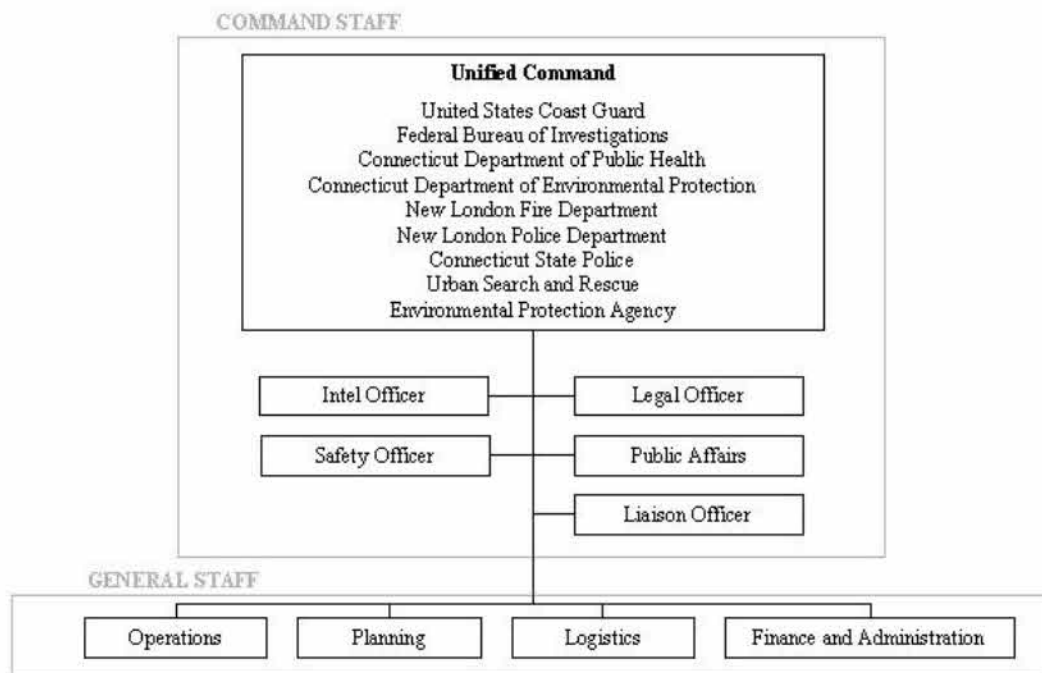 COMMAND STAFF
Unified Command
United States Coast Guard
Federal Bureau of Investigations
Connecticut Department of Public Health
Connecticut Department of Environmental Protection
New London Fire Department
New London Police Department
Connecticut State Police
Urban Search and Rescue
Environmental Protection Agency
Intel Officer
Legal Officer
Safety Officer
Public Affairs
Liaison Officer
GENERAL STAFF
Operations
Planning
Logistics
Finance and Administration